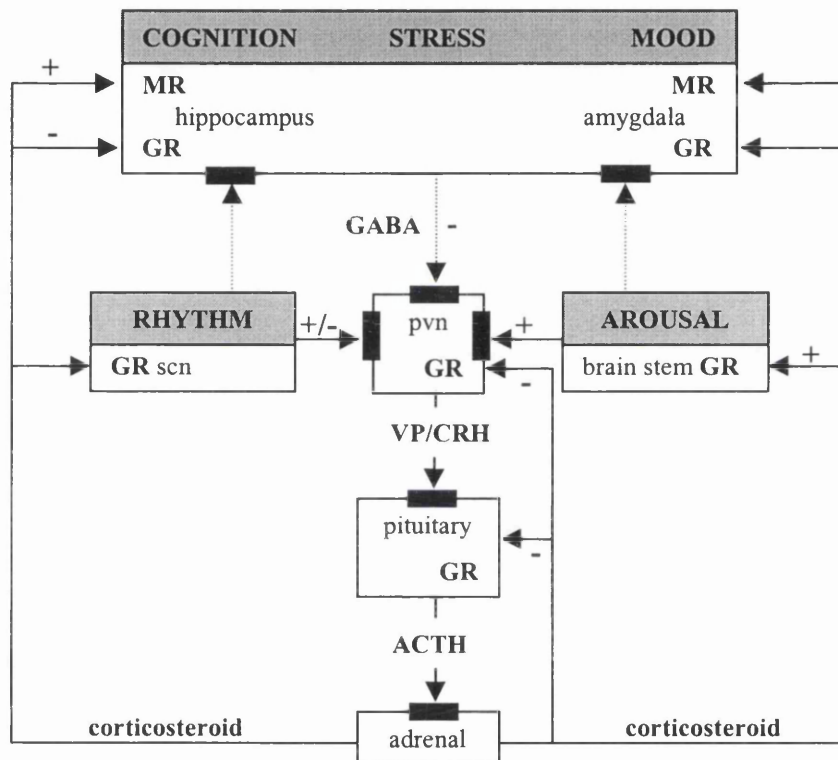 COGNITION STRESS MOOD
+ MR MR
hippocampus amygdala
- GR GR
GABA -
RHYTHM +/- pvn + AROUSAL
GR scn GR - brain stem GR +
VP/CRH
pituitary
-
GR
ACTH
corticosteroid corticosteroid
adrenal